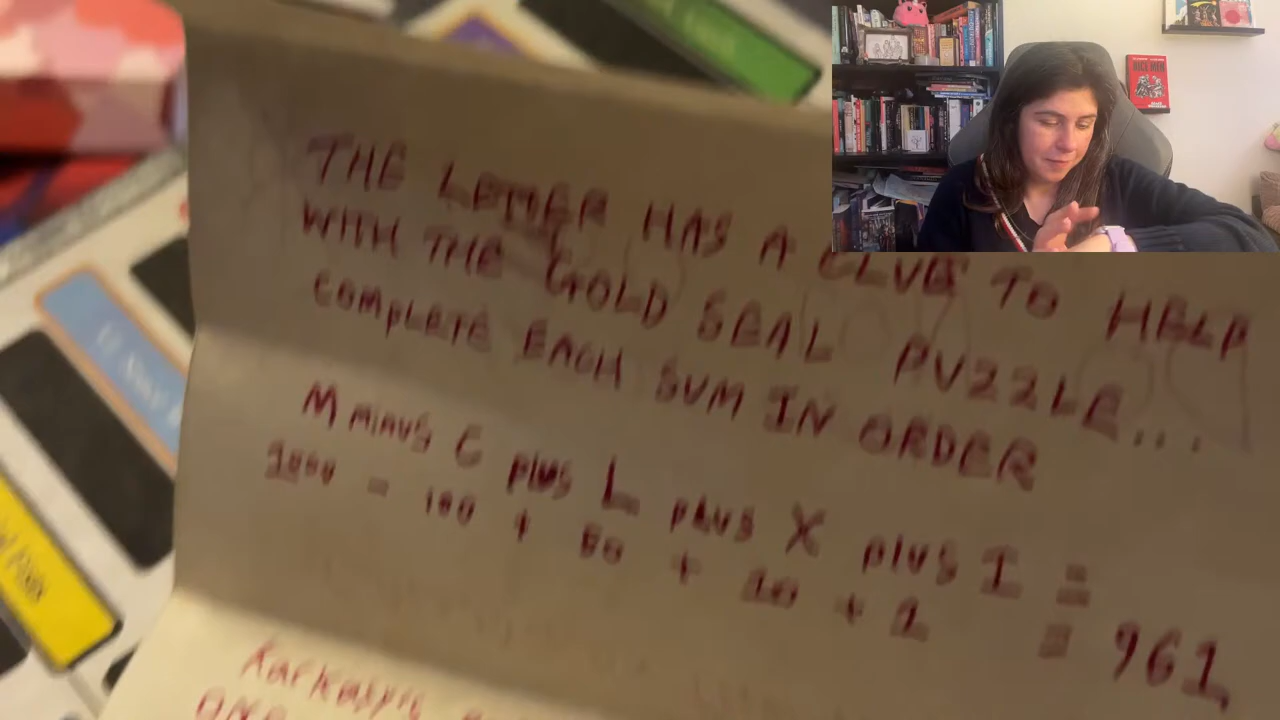 THE LETTER HAS A CLUE TO HELP
WITH THE GOLD SEAL PUZZLE...
COMPLETE EACH SUM IN ORDER
M minus C plus L plus X plus I =
1000 - 100 + 50 + 10 + 1 = 961